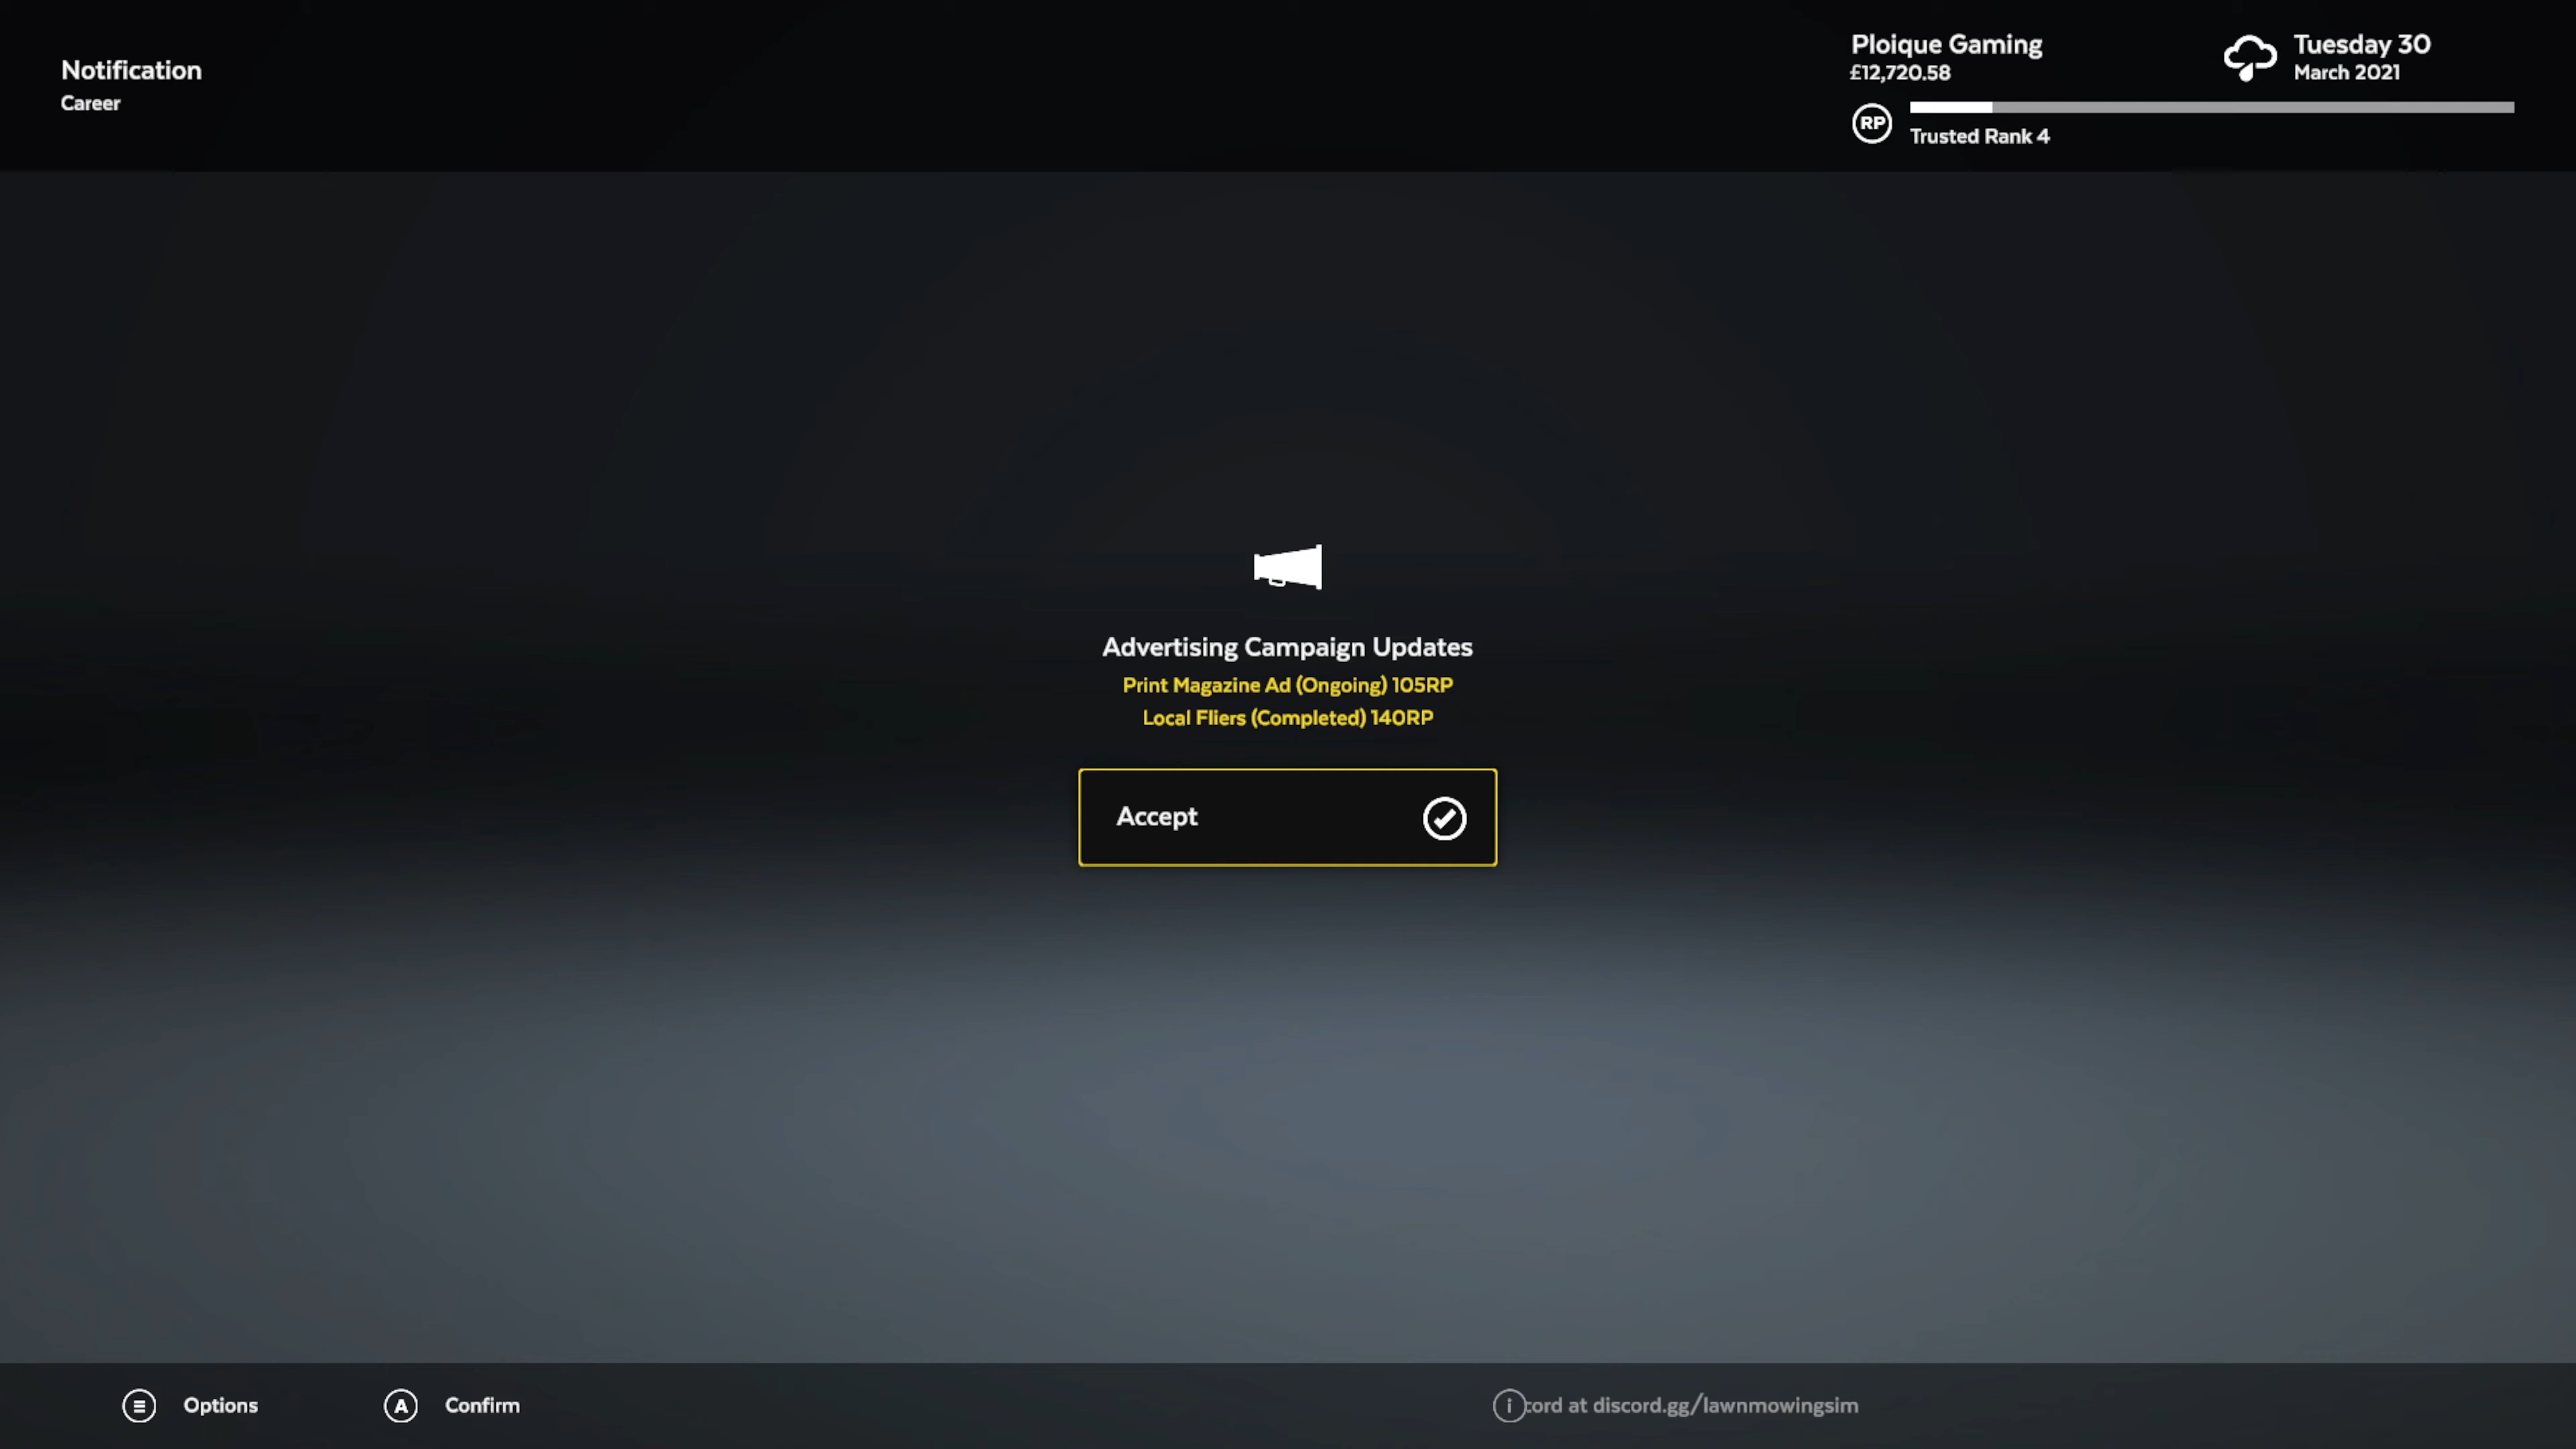 Notification
Career
Ploique Gaming
£12,720.58
Tuesday 30
March 2021
RP
Trusted Rank 4
Advertising Campaign Updates
Print Magazine Ad (Ongoing) 105RP
Local Fliers (Completed) 140RP
Accept
Options
A
Confirm
i
cord at discord.gg/lawnmowingsim